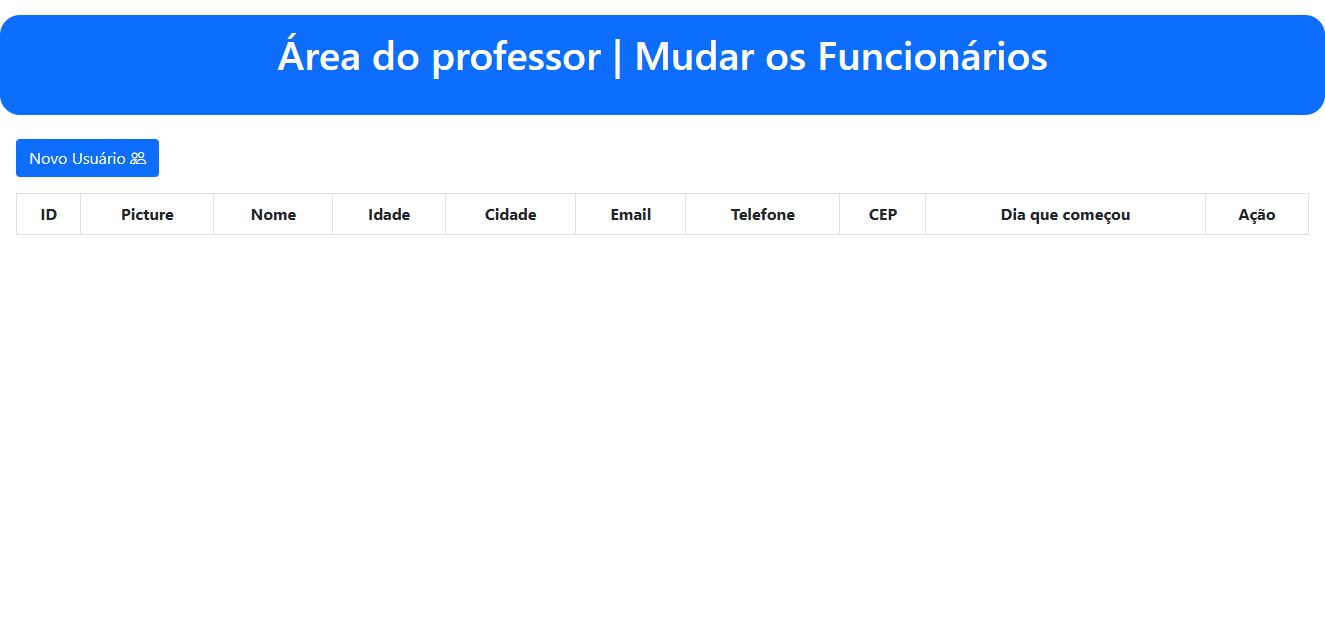 Área do professor | Mudar os Funcionários
Novo Usuário
ID Picture Nome Idade Cidade Email Telefone CEP Dia que começou Ação